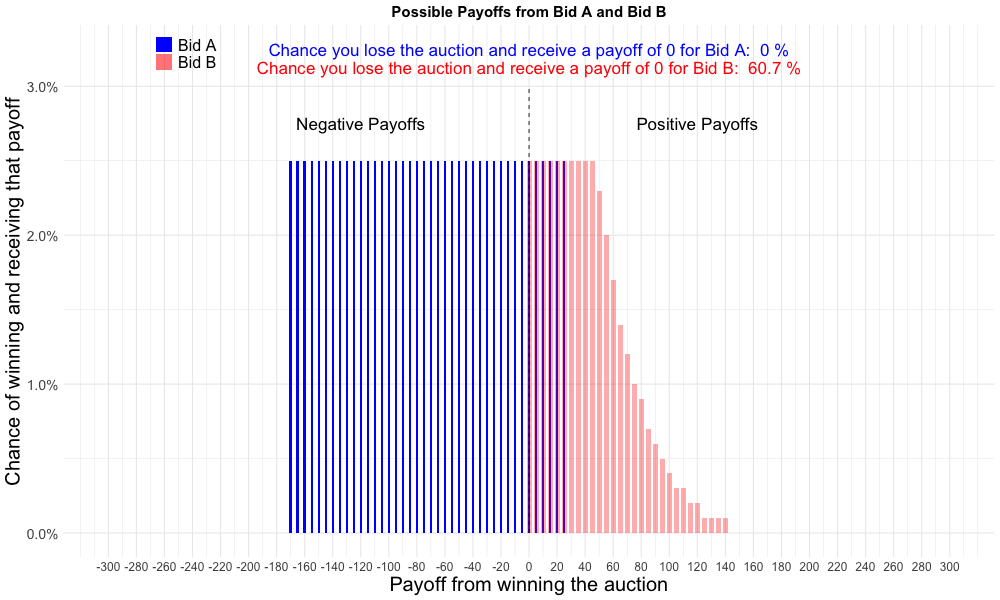 Possible Payoffs from Bid A and Bid B
Bid A
Bid B
Chance you lose the auction and receive a payoff of 0 for Bid A:  0 %
Chance you lose the auction and receive a payoff of 0 for Bid B:  60.7 %
Negative Payoffs
Positive Payoffs
Chance of winning and receiving that payoff
3.0%
2.0%
1.0%
0.0%
-300 -280 -260 -240 -220 -200 -180 -160 -140 -120 -100 -80 -60 -40 -20 0 20 40 60 80 100 120 140 160 180 200 220 240 260 280 300
Payoff from winning the auction